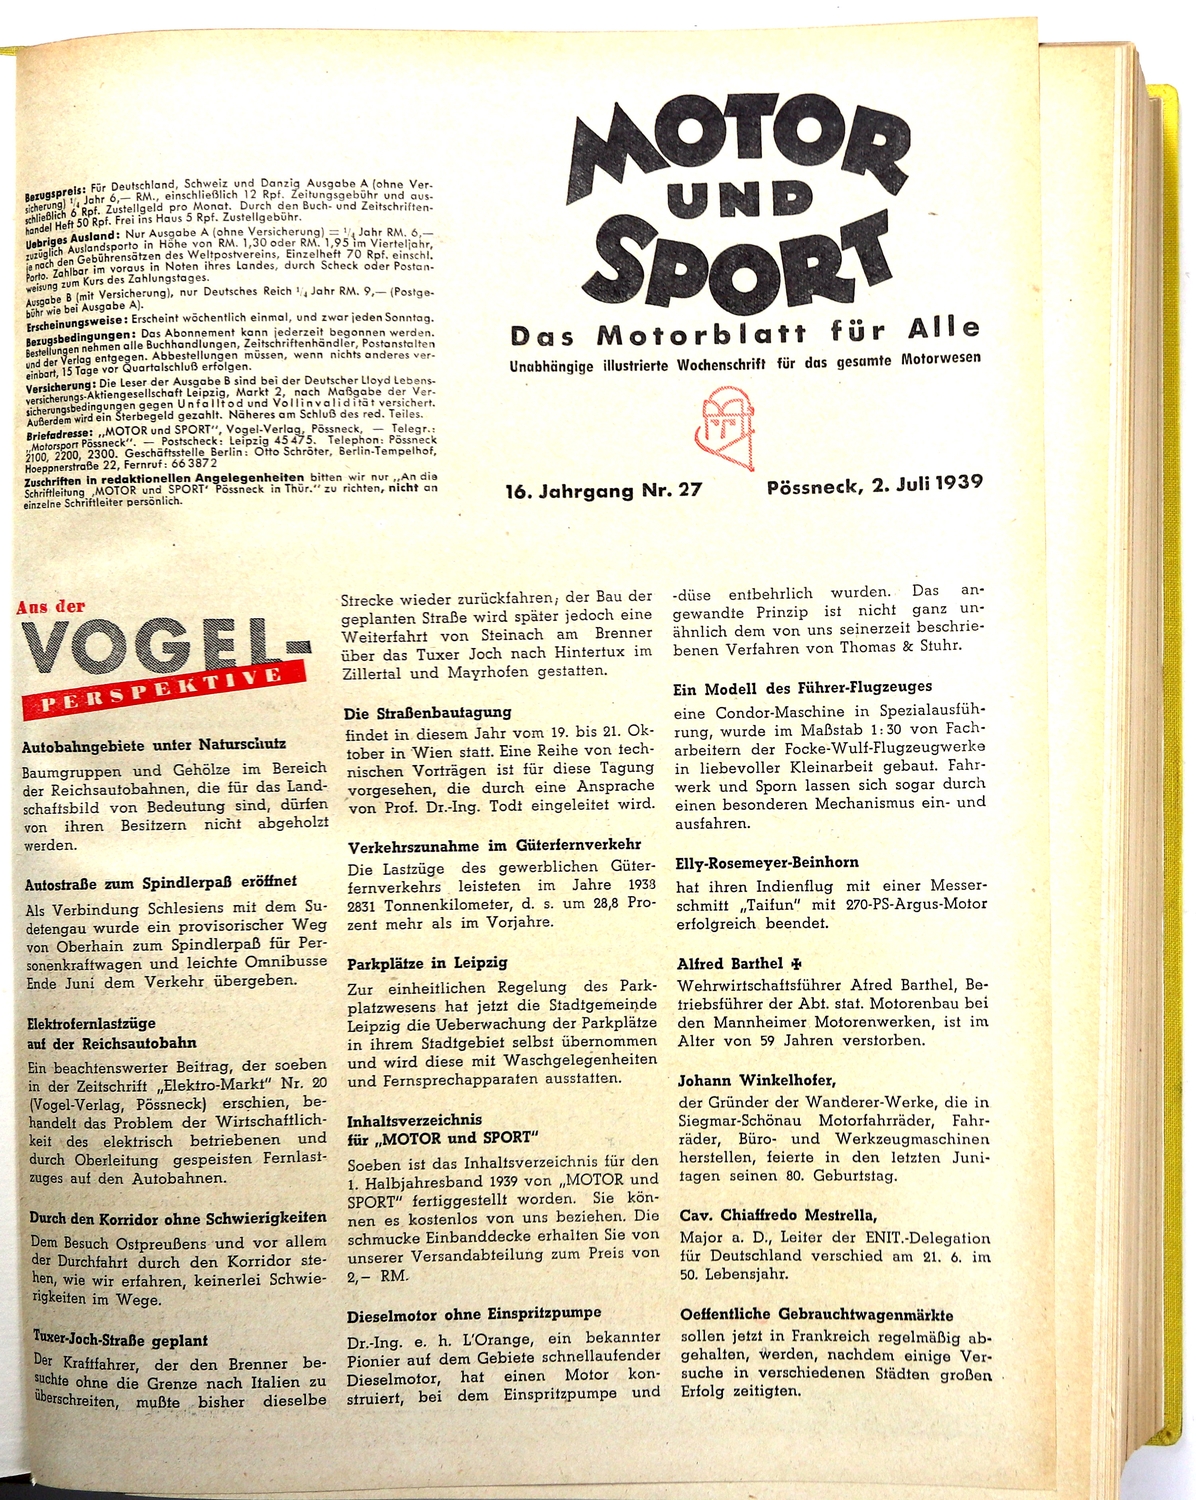 Bezugspreis: Für Deutschland, Schweiz und Danzig Ausgabe A (ohne Ver-
sicherung) ¼ Jahr 6,— RM., einschließlich 12 Rpf. Zeitungsgebühr und aus-
schließlich 6 Rpf. Zustellgeld pro Monat. Durch den Buch- und Zeitschriften-
handel Heft 50 Rpf. Frei ins Haus 5 Rpf. Zustellgebühr.
Uebriges Ausland: Nur Ausgabe A (ohne Versicherung) = ¼ Jahr RM. 6,—
zuzüglich Auslandsporto in Höhe von RM. 1,30 oder RM. 1,95 im Vierteljahr,
je nach den Gebührensätzen des Weltpostvereins, Einzelheft 70 Rpf. einschl.
Porto. Zahlbar im voraus in Noten ihres Landes, durch Scheck oder Postan-
weisung zum Kurs des Zahlungstages.
Ausgabe B (mit Versicherung), nur Deutsches Reich ¼ Jahr RM. 9,— (Postge-
bühr wie bei Ausgabe A).
Erscheinungsweise: Erscheint wöchentlich einmal, und zwar jeden Sonntag.
Bezugsbedingungen: Das Abonnement kann jederzeit begonnen werden.
Bestellungen nehmen alle Buchhandlungen, Zeitschriftenhändler, Postanstalten
und der Verlag entgegen. Abbestellungen müssen, wenn nichts anderes ver-
einbart, 15 Tage vor Quartalschluß erfolgen.
Versicherung: Die Leser der Ausgabe B sind bei der Deutscher Lloyd Lebens-
versicherungs-Aktiengesellschaft Leipzig, Markt 2, nach Maßgabe der Ver-
sicherungsbedingungen gegen Unfalltod und Vollinvalidität versichert.
Außerdem wird ein Sterbegeld gezahlt. Näheres am Schluß des red. Teiles.
Briefadresse: „MOTOR und SPORT", Vogel-Verlag, Pössneck, — Telegr.:
„Motorsport Pössneck". — Postscheck: Leipzig 45475. Telephon: Pössneck
2100, 2200, 2300. Geschäftsstelle Berlin: Otto Schröter, Berlin-Tempelhof,
Hoeppnerstraße 22, Fernruf: 663872
Zuschriften in redaktionellen Angelegenheiten bitten wir nur „An die
Schriftleitung ‚MOTOR und SPORT' Pössneck in Thür." zu richten, nicht an
einzelne Schriftleiter persönlich.
MOTOR
UND
SPORT
Das Motorblatt für Alle
Unabhängige illustrierte Wochenschrift für das gesamte Motorwesen
16. Jahrgang Nr. 27 Pössneck, 2. Juli 1939
Aus der
VOGEL-
PERSPEKTIVE
Autobahngebiete unter Naturschutz
Baumgruppen und Gehölze im Bereich
der Reichsautobahnen, die für das Land-
schaftsbild von Bedeutung sind, dürfen
von ihren Besitzern nicht abgeholzt
werden.
Autostraße zum Spindlerpaß eröffnet
Als Verbindung Schlesiens mit dem Su-
detengau wurde ein provisorischer Weg
von Oberhain zum Spindlerpaß für Per-
sonenkraftwagen und leichte Omnibusse
Ende Juni dem Verkehr übergeben.
Elektrofernlastzüge
auf der Reichsautobahn
Ein beachtenswerter Beitrag, der soeben
in der Zeitschrift „Elektro-Markt" Nr. 20
(Vogel-Verlag, Pössneck) erschien, be-
handelt das Problem der Wirtschaftlich-
keit des elektrisch betriebenen und
durch Oberleitung gespeisten Fernlast-
zuges auf den Autobahnen.
Durch den Korridor ohne Schwierigkeiten
Dem Besuch Ostpreußens und vor allem
der Durchfahrt durch den Korridor ste-
hen, wie wir erfahren, keinerlei Schwie-
rigkeiten im Wege.
Tuxer-Joch-Straße geplant
Der Kraftfahrer, der den Brenner be-
suchte ohne die Grenze nach Italien zu
überschreiten, mußte bisher dieselbe
Strecke wieder zurückfahren; der Bau der
geplanten Straße wird später jedoch eine
Weiterfahrt von Steinach am Brenner
über das Tuxer Joch nach Hintertux im
Zillertal und Mayrhofen gestatten.
Die Straßenbautagung
findet in diesem Jahr vom 19. bis 21. Ok-
tober in Wien statt. Eine Reihe von tech-
nischen Vorträgen ist für diese Tagung
vorgesehen, die durch eine Ansprache
von Prof. Dr.-Ing. Todt eingeleitet wird.
Verkehrszunahme im Güterfernverkehr
Die Lastzüge des gewerblichen Güter-
fernverkehrs leisteten im Jahre 1938
2831 Tonnenkilometer, d. s. um 28,8 Pro-
zent mehr als im Vorjahre.
Parkplätze in Leipzig
Zur einheitlichen Regelung des Park-
platzwesens hat jetzt die Stadtgemeinde
Leipzig die Ueberwachung der Parkplätze
in ihrem Stadtgebiet selbst übernommen
und wird diese mit Waschgelegenheiten
und Fernsprechapparaten ausstatten.
Inhaltsverzeichnis
für „MOTOR und SPORT"
Soeben ist das Inhaltsverzeichnis für den
1. Halbjahresband 1939 von „MOTOR und
SPORT" fertiggestellt worden. Sie kön-
nen es kostenlos von uns beziehen. Die
schmucke Einbanddecke erhalten Sie von
unserer Versandabteilung zum Preis von
2,— RM.
Dieselmotor ohne Einspritzpumpe
Dr.-Ing. e. h. L'Orange, ein bekannter
Pionier auf dem Gebiete schnellaufender
Dieselmotor, hat einen Motor kon-
struiert, bei dem Einspritzpumpe und
-düse entbehrlich wurden. Das an-
gewandte Prinzip ist nicht ganz un-
ähnlich dem von uns seinerzeit beschrie-
benen Verfahren von Thomas & Stuhr.
Ein Modell des Führer-Flugzeuges
eine Condor-Maschine in Spezialausfüh-
rung, wurde im Maßstab 1:30 von Fach-
arbeitern der Focke-Wulf-Flugzeugwerke
in liebevoller Kleinarbeit gebaut. Fahr-
werk und Sporn lassen sich sogar durch
einen besonderen Mechanismus ein- und
ausfahren.
Elly-Rosemeyer-Beinhorn
hat ihren Indienflug mit einer Messer-
schmitt „Taifun" mit 270-PS-Argus-Motor
erfolgreich beendet.
Alfred Barthel ✠
Wehrwirtschaftsführer Afred Barthel, Be-
triebsführer der Abt. stat. Motorenbau bei
den Mannheimer Motorenwerken, ist im
Alter von 59 Jahren verstorben.
Johann Winkelhofer,
der Gründer der Wanderer-Werke, die in
Siegmar-Schönau Motorfahrräder, Fahr-
räder, Büro- und Werkzeugmaschinen
herstellen, feierte in den letzten Juni-
tagen seinen 80. Geburtstag.
Cav. Chiaffredo Mestrella,
Major a. D., Leiter der ENIT.-Delegation
für Deutschland verschied am 21. 6. im
50. Lebensjahr.
Oeffentliche Gebrauchtwagenmärkte
sollen jetzt in Frankreich regelmäßig ab-
gehalten, werden, nachdem einige Ver-
suche in verschiedenen Städten großen
Erfolg zeitigten.